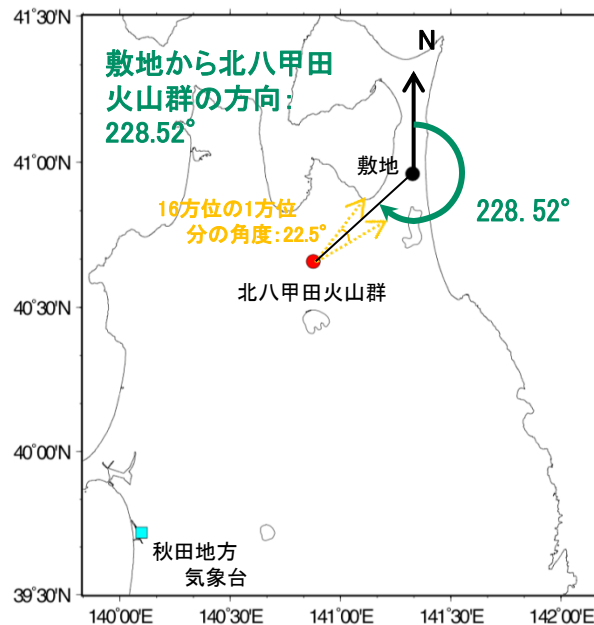 41°30'N
N
敷地から北八甲田
火山群の方向：
228.52°
41°00'N
敷地
16方位の1方位
分の角度：22.5°
228.52°
北八甲田火山群
40°30'N
40°00'N
秋田地方
気象台
39°30'N
140°00'E
140°30'E
141°00'E
141°30'E
142°00'E